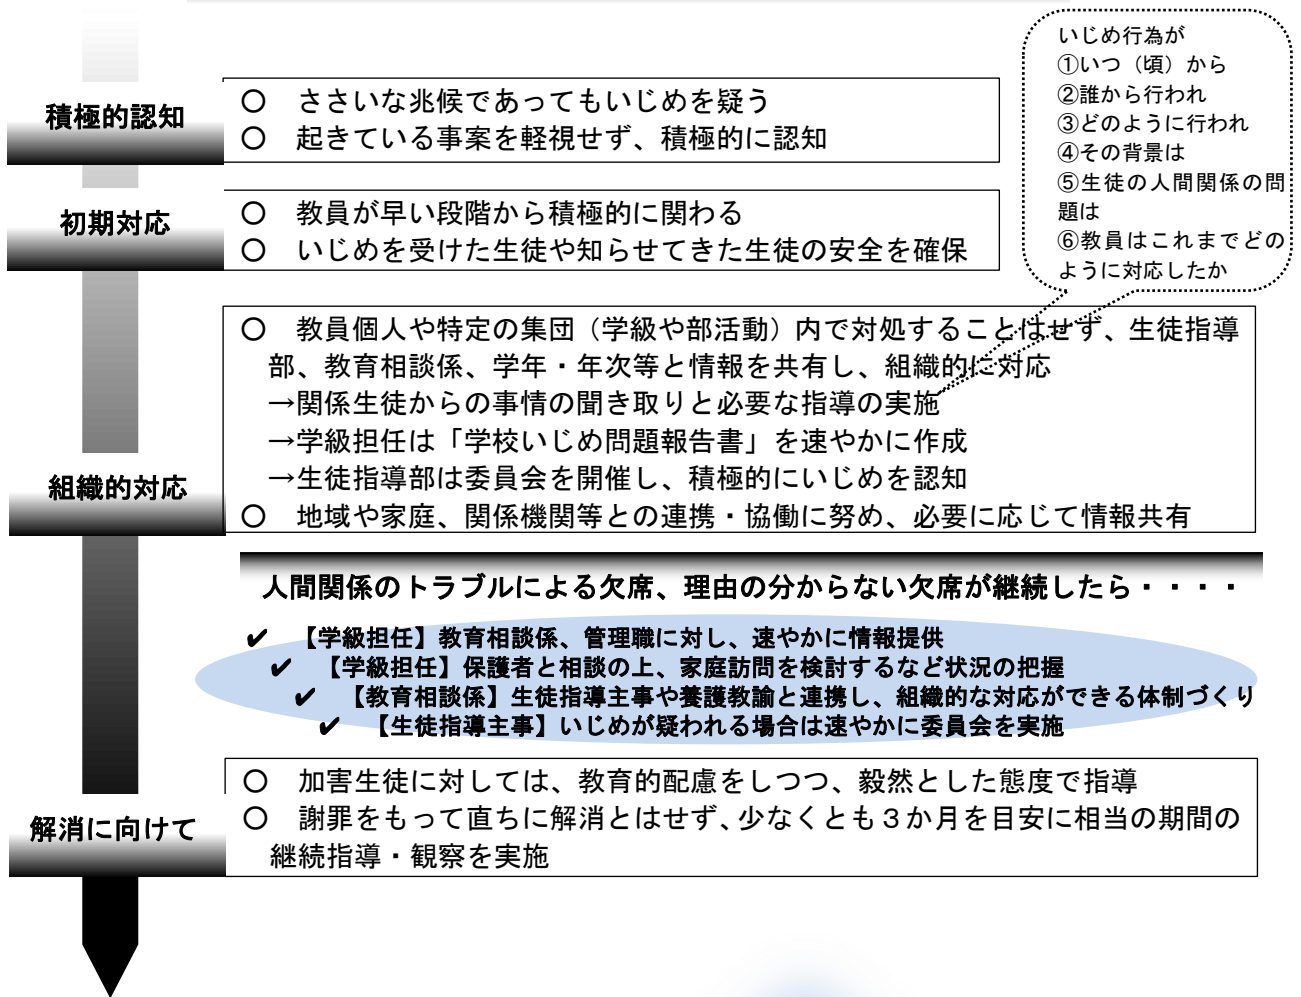 いじめ行為が
①いつ（頃）から
②誰から行われ
③どのように行われ
④その背景は
⑤生徒の人間関係の問
題は
⑥教員はこれまでどの
ように対応したか
積極的認知
○　ささいな兆候であってもいじめを疑う
○　起きている事案を軽視せず、積極的に認知
初期対応
○　教員が早い段階から積極的に関わる
○　いじめを受けた生徒や知らせてきた生徒の安全を確保
組織的対応
○　教員個人や特定の集団（学級や部活動）内で対処することはせず、生徒指導
部、教育相談係、学年・年次等と情報を共有し、組織的に対応
→関係生徒からの事情の聞き取りと必要な指導の実施
→学級担任は「学校いじめ問題報告書」を速やかに作成
→生徒指導部は委員会を開催し、積極的にいじめを認知
○　地域や家庭、関係機関等との連携・協働に努め、必要に応じて情報共有
人間関係のトラブルによる欠席、理由の分からない欠席が継続したら・・・・
✔　【学級担任】教育相談係、管理職に対し、速やかに情報提供
✔　【学級担任】保護者と相談の上、家庭訪問を検討するなど状況の把握
✔　【教育相談係】生徒指導主事や養護教諭と連携し、組織的な対応ができる体制づくり
✔　【生徒指導主事】いじめが疑われる場合は速やかに委員会を実施
解消に向けて
○　加害生徒に対しては、教育的配慮をしつつ、毅然とした態度で指導
○　謝罪をもって直ちに解消とはせず、少なくとも３か月を目安に相当の期間の
継続指導・観察を実施